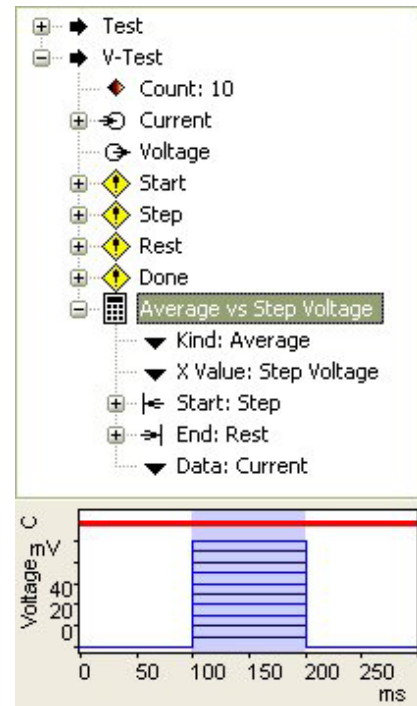 Test
V-Test
Count: 10
Current
Voltage
Start
Step
Rest
Done
Average vs Step Voltage
Kind: Average
X Value: Step Voltage
Start: Step
End: Rest
Data: Current
C
Voltage
mV
40
20
0
0 50 100 150 200 250
ms